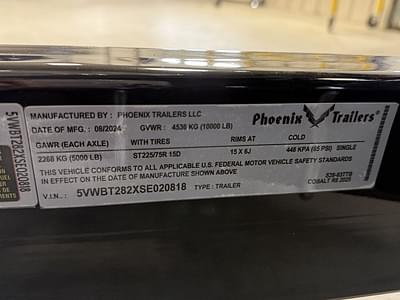 MANUFACTURED BY : PHOENIX TRAILERS LLC
Phoenix Trailers®
DATE OF MFG. : 08/2024 GVWR : 4536 KG (10000 LB)
GAWR (EACH AXLE) WITH TIRES RIMS AT COLD
2268 KG (5000 LB) ST225/75R 15D 15 X 6J 448 KPA (65 PSI) SINGLE
THIS VEHICLE CONFORMS TO ALL APPLICABLE U.S. FEDERAL MOTOR VEHICLE SAFETY STANDARDS
IN EFFECT ON THE DATE OF MANUFACTURE SHOWN ABOVE
V.I.N. : 5VWBT282XSE020818 TYPE : TRAILER
COBALT R8.2025
5VWBT282XSE020818